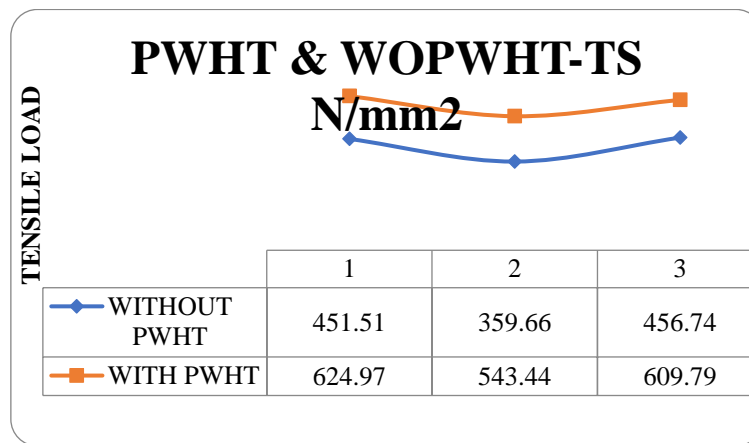 PWHT & WOPWHT-TS
N/mm2
TENSILE LOAD
1 2 3
WITHOUT
PWHT 451.51 359.66 456.74
WITH PWHT 624.97 543.44 609.79